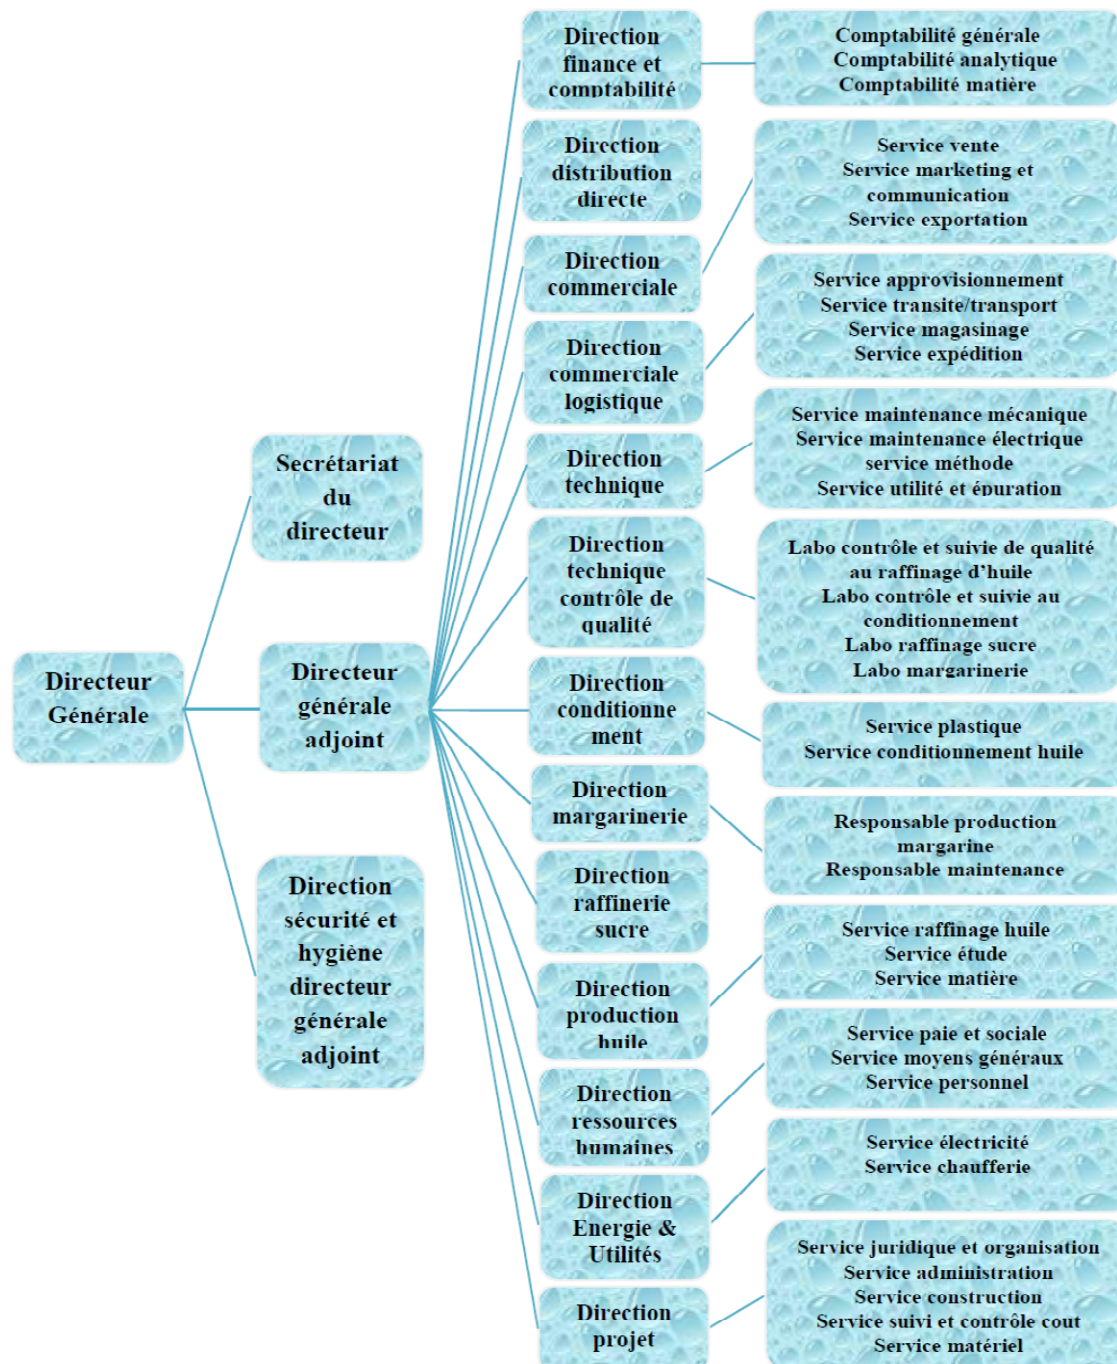 Directeur
Générale
Secrétariat
du
directeur
Directeur
générale
adjoint
Direction
sécurité et
hygiène
directeur
générale
adjoint
Direction
finance et
comptabilité
Comptabilité générale
Comptabilité analytique
Comptabilité matière
Direction
distribution
directe
Direction
commerciale
Service vente
Service marketing et
communication
Service exportation
Direction
commerciale
logistique
Service approvisionnement
Service transite/transport
Service magasinage
Service expédition
Direction
technique
Service maintenance mécanique
Service maintenance électrique
service méthode
Service utilité et épuration
Direction
technique
contrôle de
qualité
Labo contrôle et suivie de qualité
au raffinage d’huile
Labo contrôle et suivie au
conditionnement
Labo raffinage sucre
Labo margarinerie
Direction
conditionne
ment
Service plastique
Service conditionnement huile
Direction
margarinerie
Responsable production
margarine
Responsable maintenance
Direction
raffinerie
sucre
Direction
production
huile
Service raffinage huile
Service étude
Service matière
Direction
ressources
humaines
Service paie et sociale
Service moyens généraux
Service personnel
Direction
Energie &
Utilités
Service électricité
Service chaufferie
Direction
projet
Service juridique et organisation
Service administration
Service construction
Service suivi et contrôle cout
Service matériel